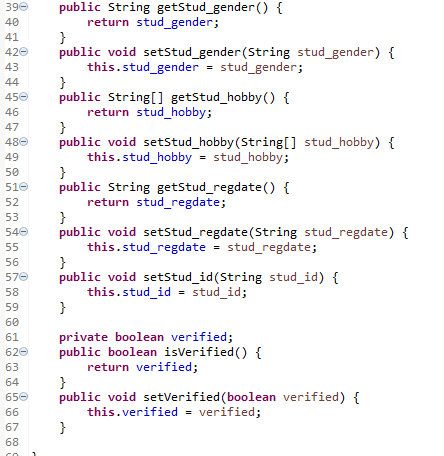 39 public String getStud_gender() {
40 return stud_gender;
41 }
42 public void setStud_gender(String stud_gender) {
43 this.stud_gender = stud_gender;
44 }
45 public String[] getStud_hobby() {
46 return stud_hobby;
47 }
48 public void setStud_hobby(String[] stud_hobby) {
49 this.stud_hobby = stud_hobby;
50 }
51 public String getStud_regdate() {
52 return stud_regdate;
53 }
54 public void setStud_regdate(String stud_regdate) {
55 this.stud_regdate = stud_regdate;
56 }
57 public void setStud_id(String stud_id) {
58 this.stud_id = stud_id;
59 }
60
61 private boolean verified;
62 public boolean isVerified() {
63 return verified;
64 }
65 public void setVerified(boolean verified) {
66 this.verified = verified;
67 }
68